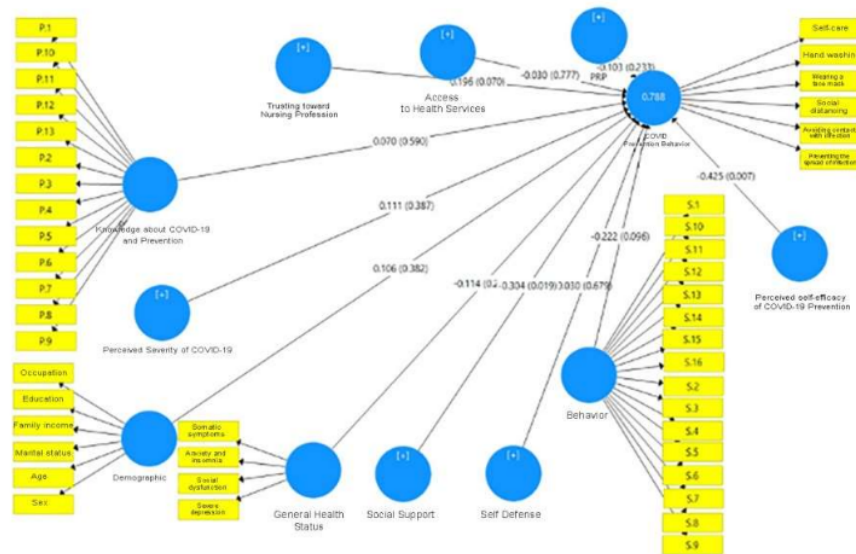 P.1
P.10
P.11
P.12
P.13
P.2
P.3
P.4
P.5
P.6
P.7
P.8
P.9
Knowledge about COVID-19
and Prevention
[+]
Trusting toward
Nursing Profession
[+]
Access
to Health Services
[+]
PRP
0.196 (0.070)
-0.030 (0.777)
-0.103 (0.233)
0.788
COVID
Prevention Behavior
Self-care
Hand washing
Wearing a
face mask
Social
distancing
Avoiding contact
with infection
Preventing the
spread of infection
0.070 (0.590)
0.111 (0.387)
0.106 (0.382)
-0.114
-0.304 (0.019)
0.030 (0.679)
-0.222 (0.096)
-0.425 (0.007)
[+]
Perceived Severity of COVID-19
[+]
Perceived self-efficacy
of COVID-19 Prevention
Occupation
Education
Family income
Marital status
Age
Sex
Demographic
Somatic
symptoms
Anxiety and
insomnia
Social
dysfunction
Severe
depression
General Health
Status
[+]
Social Support
[+]
Self Defense
Behavior
S.1
S.10
S.11
S.12
S.13
S.14
S.15
S.16
S.2
S.3
S.4
S.5
S.6
S.7
S.8
S.9